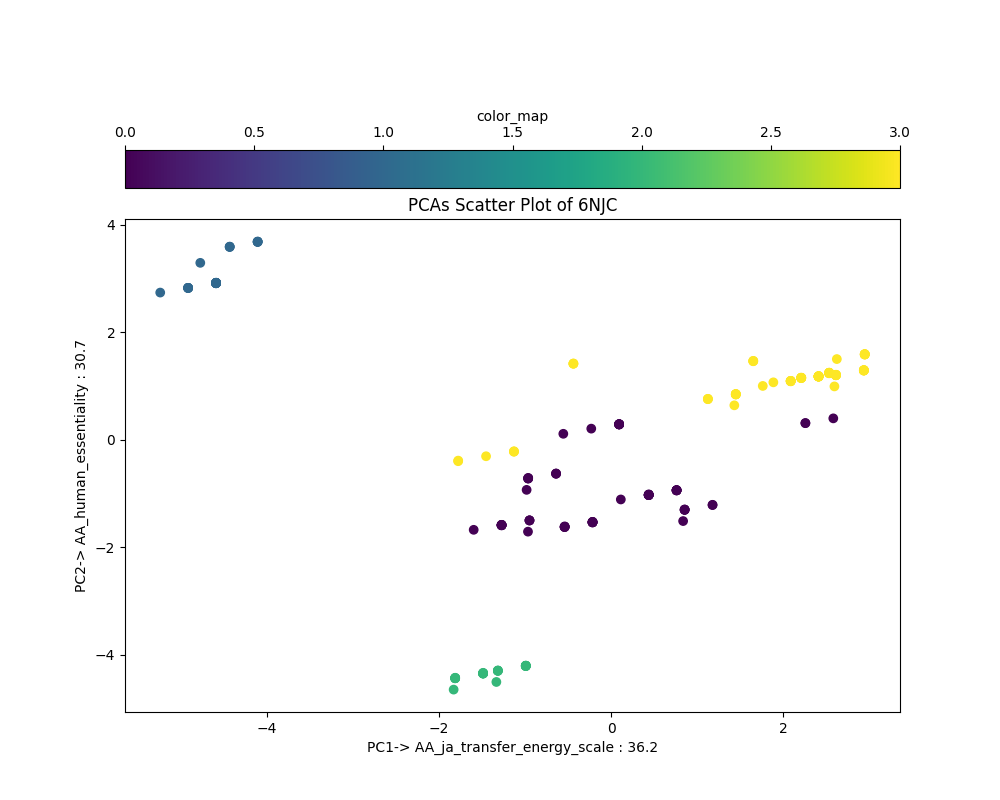 color_map
0.0 0.5 1.0 1.5 2.0 2.5 3.0
PCAs Scatter Plot of 6NJC
4
2
0
−2
−4
PC2-> AA_human_essentiality : 30.7
−4 −2 0 2
PC1-> AA_ja_transfer_energy_scale : 36.2